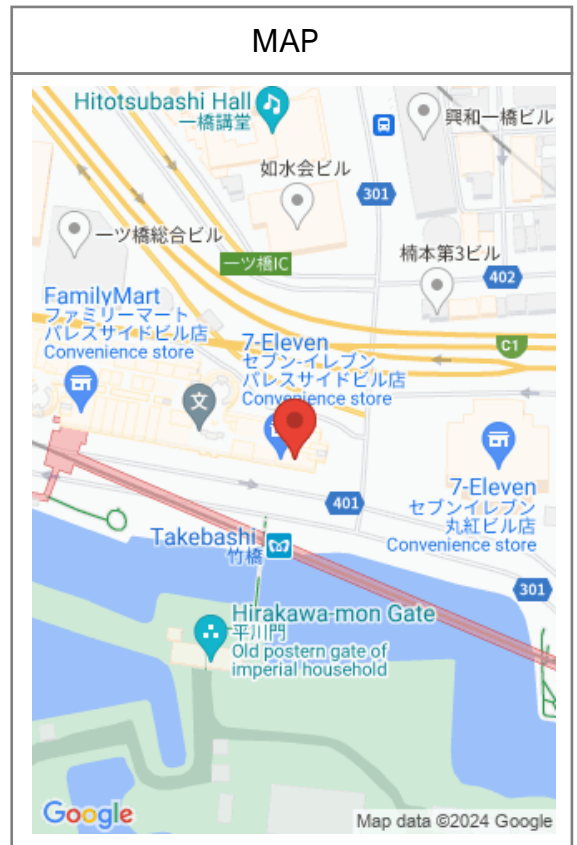 MAP
Hitotsubashi Hall
一橋講堂
興和一橋ビル
如水会ビル
301
一ツ橋総合ビル
楠本第3ビル
一ツ橋IC
402
FamilyMart
ファミリーマート
パレスサイドビル店
Convenience store
7-Eleven
セブン-イレブン
パレスサイドビル店
Convenience store
C1
文
401
7-Eleven
セブンイレブン
丸紅ビル店
Convenience store
Takebashi
竹橋
301
Hirakawa-mon Gate
平川門
Old postern gate of
imperial household
Google
Map data ©2024 Google